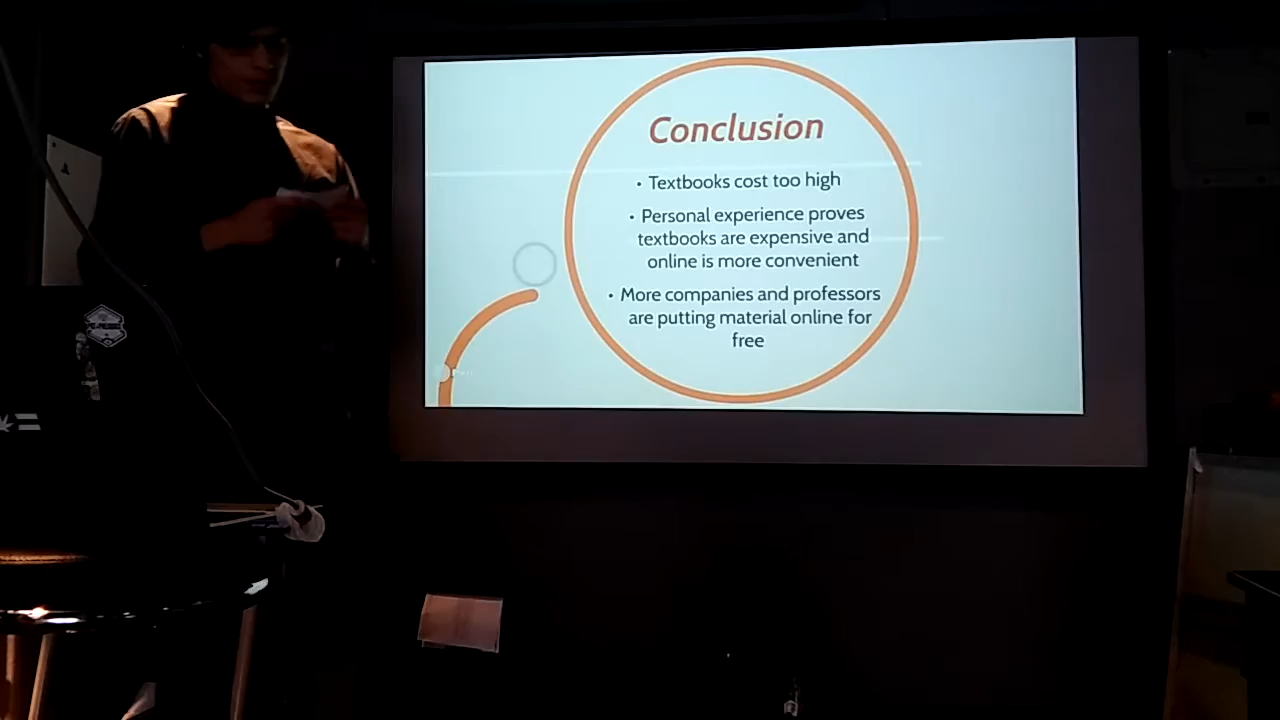 Conclusion
• Textbooks cost too high
• Personal experience proves
textbooks are expensive and
online is more convenient
• More companies and professors
are putting material online for
free